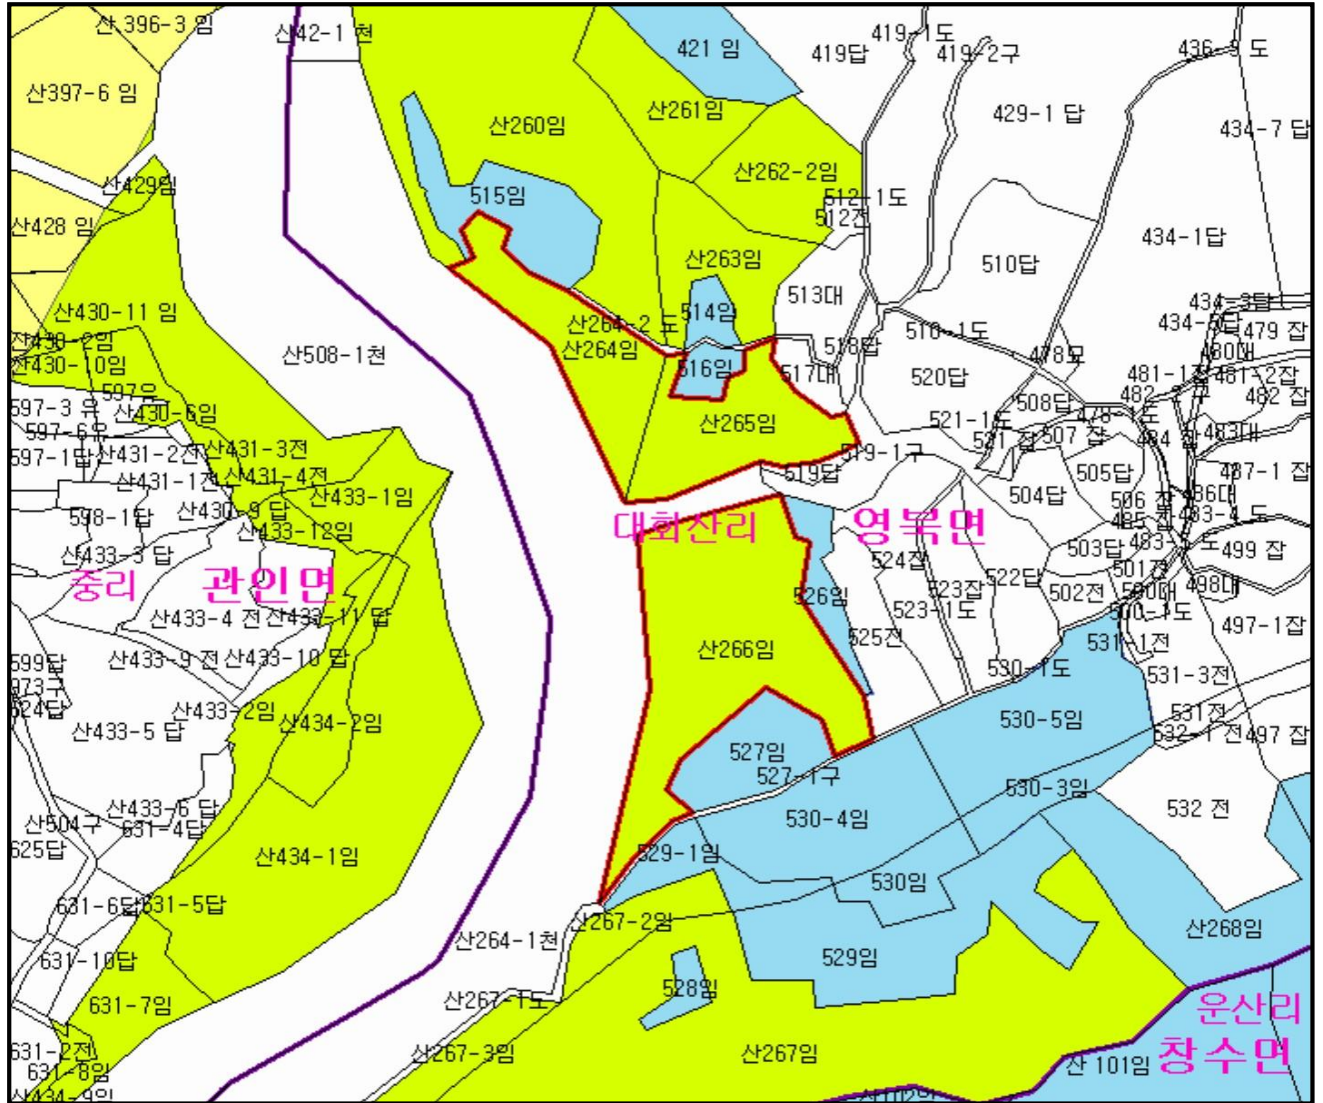 산 396-3 임
산42-1 천
421 임
419답
419-1도
419-2구
436-9 도
산397-6 임
산260임
산261임
429-1 답
434-7 답
산262-2임
산429임
515임
512-1도
512전
산428 임
434-1답
산263임
510답
513대
산430-11 임
514임
434-3답
산264-2 도
434-6답
479 잡
산430-2임
산508-1천
산264임
518답
510-1도
478묘
480대
산430-10임
516임
517대
520답
481-1잡
481-2잡
597유
482 잡
597-3 유
산430-6임
산265임
508답
597-6유
521-1도
507 잡
484 잡
483대
597-1답
산431-2전
산431-3전
521 잡
산431-1전
산431-4전
519답
519-1구
505답
487-1 잡
산433-1임
504답
506 잡
486대
598-1답
산430-9 답
485 잡
483-4 도
산433-12임
대회산리
영북면
산433-3 답
503답
483-5 도
499 잡
524잡
501전
중리
관인면
522답
523잡
502전
500대
498대
526임
523-1도
500-1도
산433-4 전
산433-11 답
525전
497-1잡
531-1전
599답
산433-9 전
산433-10 답
산266임
530-1도
531-3전
973구
624답
산433-2임
산434-2임
530-5임
531전
산433-5 답
532-1 전
497 잡
527임
527-1구
530-3임
산433-6 답
532 전
산504구
631-4답
530-4임
625답
산434-1임
529-1임
530임
631-6답
631-5답
산267-2임
산268임
산264-1천
631-10답
529임
528임
631-7임
산267-1도
운산리
631-2전
산267-3임
산267임
창수면
631-8임
산 101임
산434-9임
산102임